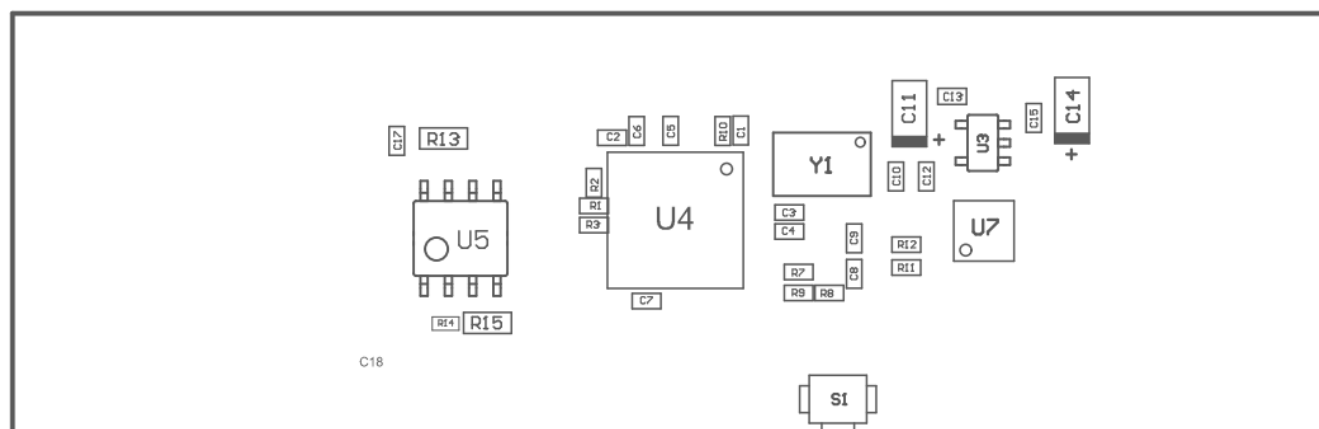 C11
C13
C15
C14
C17
R13
C2
C6
C5
R10
C1
Y1
+
U3
+
C10
C12
R2
R1
R3
U4
C3
C4
U5
C9
R12
U7
R11
R7
C8
R9
R8
C7
R14
R15
C18
S1